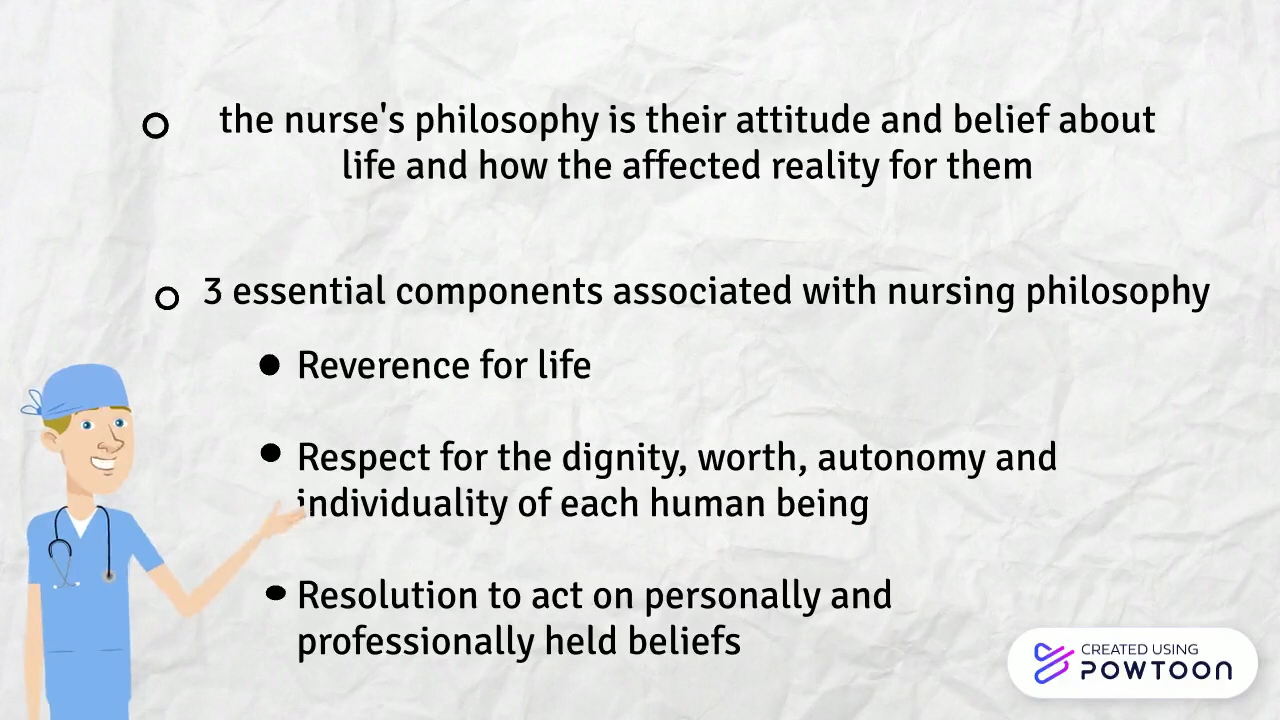 the nurse's philosophy is their attitude and belief about
life and how the affected reality for them
3 essential components associated with nursing philosophy
Reverence for life
Respect for the dignity, worth, autonomy and
individuality of each human being
Resolution to act on personally and
professionally held beliefs
CREATED USING
POWTOON